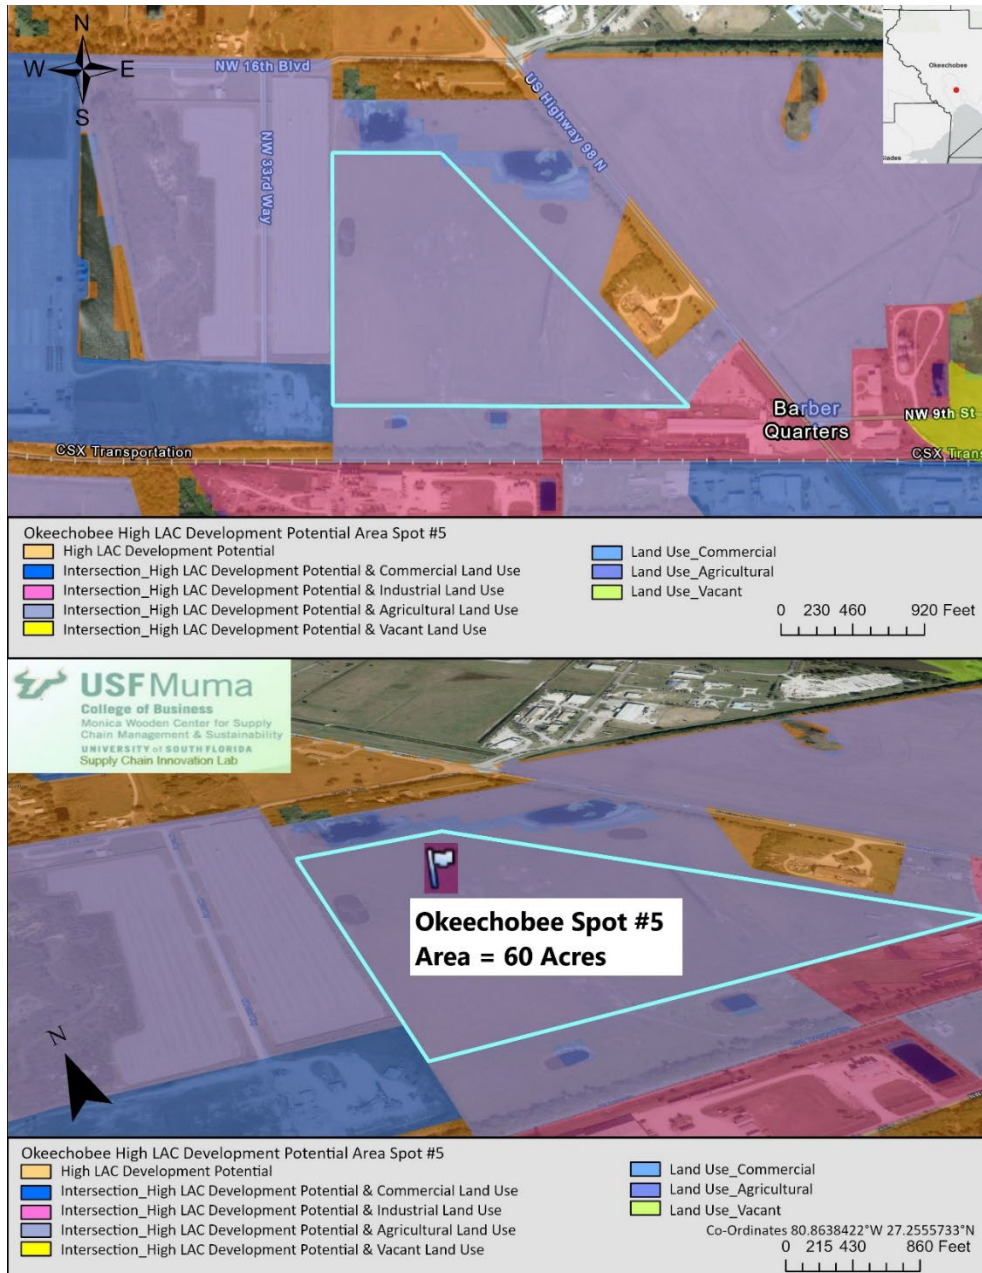 N
W E
S
NW 16th Blvd
US Highway 98 N
NW 33rd Way
Okeechobee
Glades
Barber
Quarters
NW 9th St
CSX Transportation
CSX Trans
Okeechobee High LAC Development Potential Area Spot #5
High LAC Development Potential
Intersection_High LAC Development Potential & Commercial Land Use
Intersection_High LAC Development Potential & Industrial Land Use
Intersection_High LAC Development Potential & Agricultural Land Use
Intersection_High LAC Development Potential & Vacant Land Use
Land Use_Commercial
Land Use_Agricultural
Land Use_Vacant
0 230 460 920 Feet
USF Muma
College of Business
Monica Wooden Center for Supply
Chain Management & Sustainability
UNIVERSITY of SOUTH FLORIDA
Supply Chain Innovation Lab
Okeechobee Spot #5
Area = 60 Acres
N
Okeechobee High LAC Development Potential Area Spot #5
High LAC Development Potential
Intersection_High LAC Development Potential & Commercial Land Use
Intersection_High LAC Development Potential & Industrial Land Use
Intersection_High LAC Development Potential & Agricultural Land Use
Intersection_High LAC Development Potential & Vacant Land Use
Land Use_Commercial
Land Use_Agricultural
Land Use_Vacant
Co-Ordinates 80.8638422°W 27.2555733°N
0 215 430 860 Feet